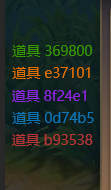 道具 369800
道具 e37101
道具 8f24e1
道具 0d74b5
道具 b93538